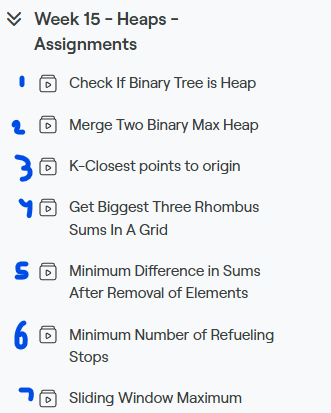 Week 15 - Heaps -
Assignments
1 Check If Binary Tree is Heap
2 Merge Two Binary Max Heap
3 K-Closest points to origin
4 Get Biggest Three Rhombus
Sums In A Grid
5 Minimum Difference in Sums
After Removal of Elements
6 Minimum Number of Refueling
Stops
7 Sliding Window Maximum